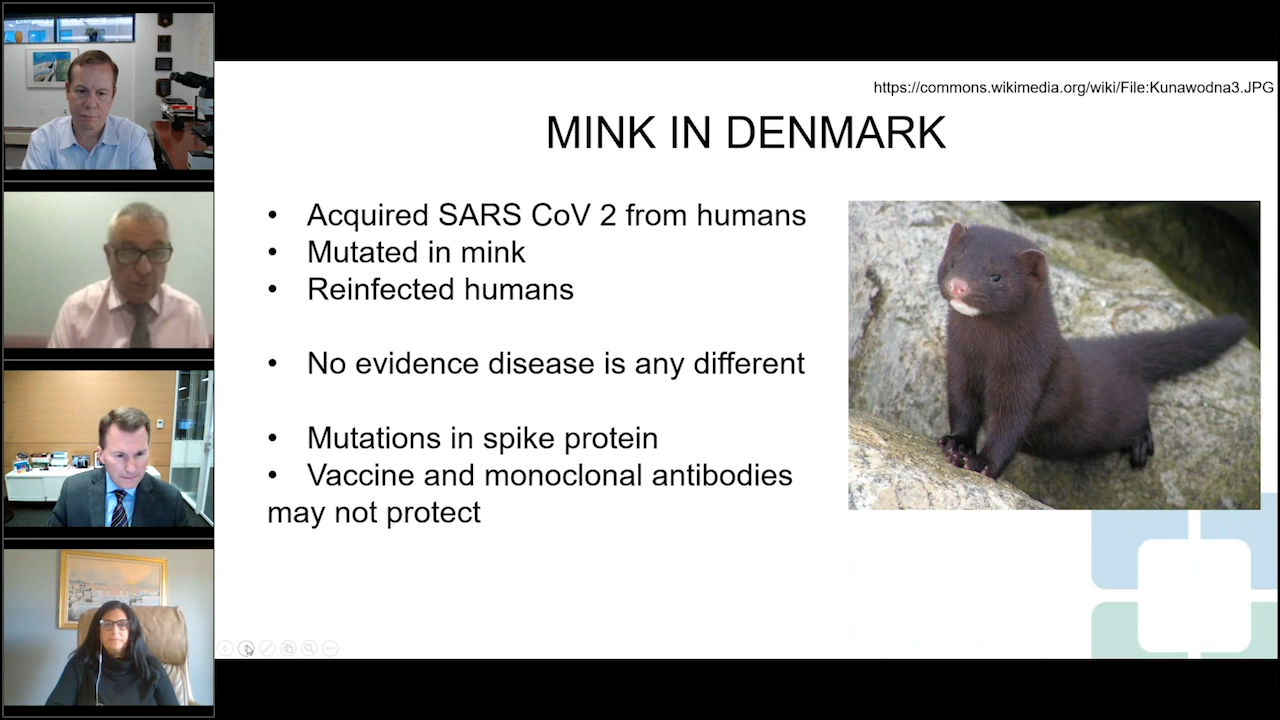 https://commons.wikimedia.org/wiki/File:Kunawodna3.JPG
MINK IN DENMARK
• Acquired SARS CoV 2 from humans
• Mutated in mink
• Reinfected humans
• No evidence disease is any different
• Mutations in spike protein
• Vaccine and monoclonal antibodies
may not protect